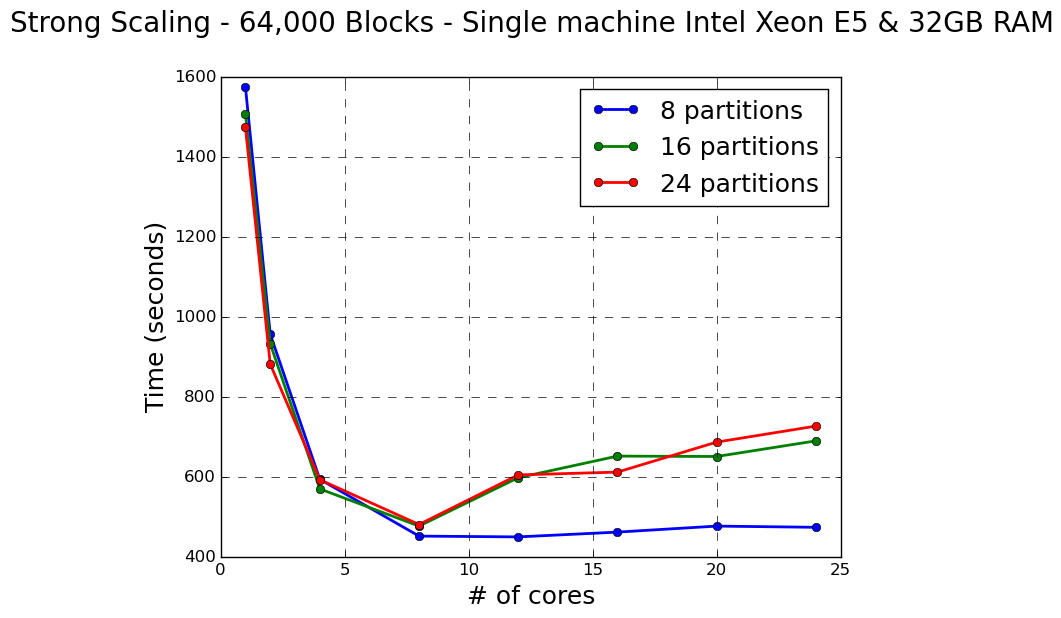 Strong Scaling - 64,000 Blocks - Single machine Intel Xeon E5 & 32GB RAM
1600
1400
1200
1000
800
600
400
Time (seconds)
8 partitions
16 partitions
24 partitions
0 5 10 15 20 25
# of cores